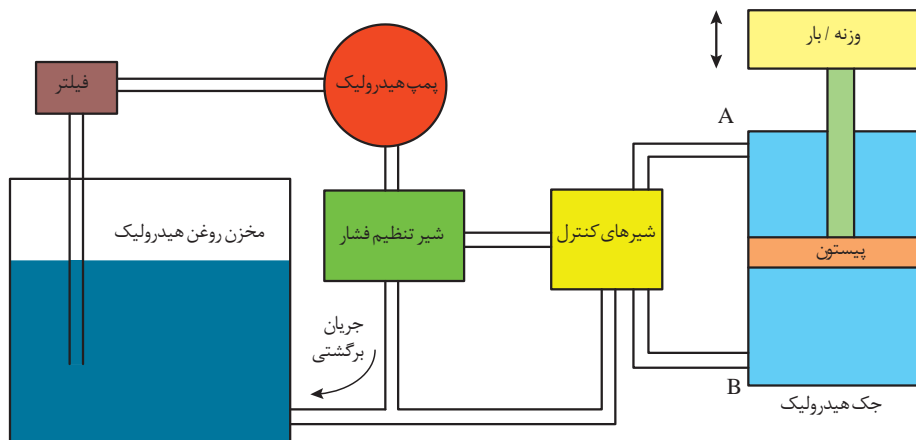 وزنه / بار
پمپ هیدرولیک
فیلتر
A
شیرهای کنترل
شیر تنظیم فشار
مخزن روغن هیدرولیک
پیستون
جریان
برگشتی
B
جک هیدرولیک